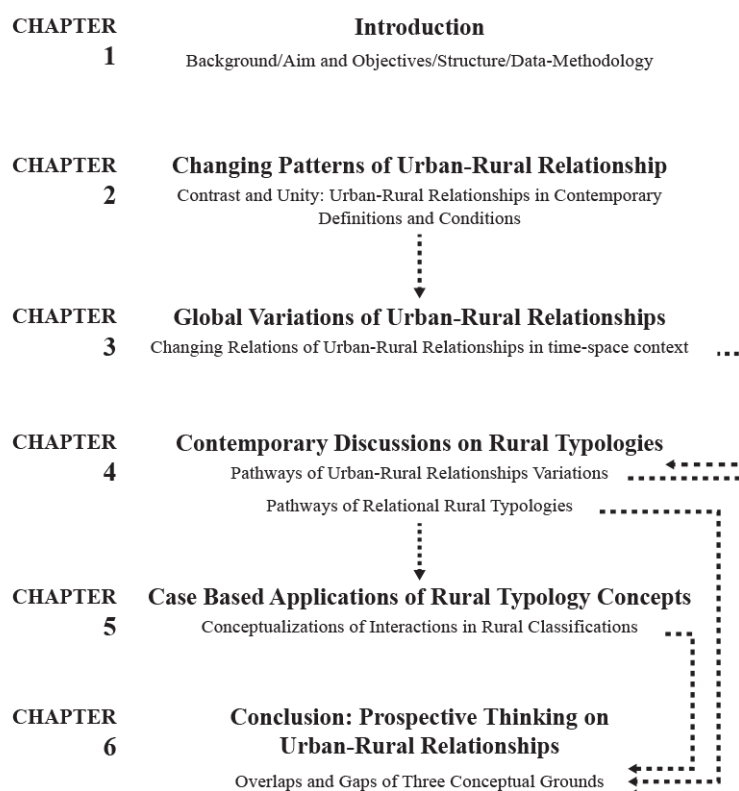 CHAPTER
1
Introduction
Background/Aim and Objectives/Structure/Data-Methodology
CHAPTER
2
Changing Patterns of Urban-Rural Relationship
Contrast and Unity: Urban-Rural Relationships in Contemporary
Definitions and Conditions
CHAPTER
3
Global Variations of Urban-Rural Relationships
Changing Relations of Urban-Rural Relationships in time-space context
CHAPTER
4
Contemporary Discussions on Rural Typologies
Pathways of Urban-Rural Relationships Variations
Pathways of Relational Rural Typologies
CHAPTER
5
Case Based Applications of Rural Typology Concepts
Conceptualizations of Interactions in Rural Classifications
CHAPTER
6
Conclusion: Prospective Thinking on
Urban-Rural Relationships
Overlaps and Gaps of Three Conceptual Grounds